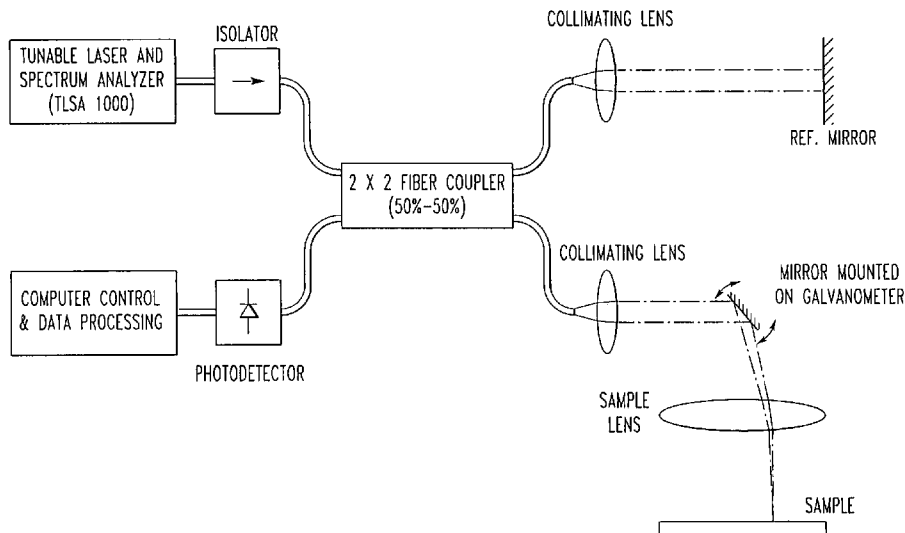 ISOLATOR
TUNABLE LASER AND
SPECTRUM ANALYZER
(TLSA 1000)
COLLIMATING LENS
REF. MIRROR
2 X 2 FIBER COUPLER
(50%-50%)
COLLIMATING LENS
MIRROR MOUNTED
ON GALVANOMETER
COMPUTER CONTROL
& DATA PROCESSING
PHOTODETECTOR
SAMPLE
LENS
SAMPLE